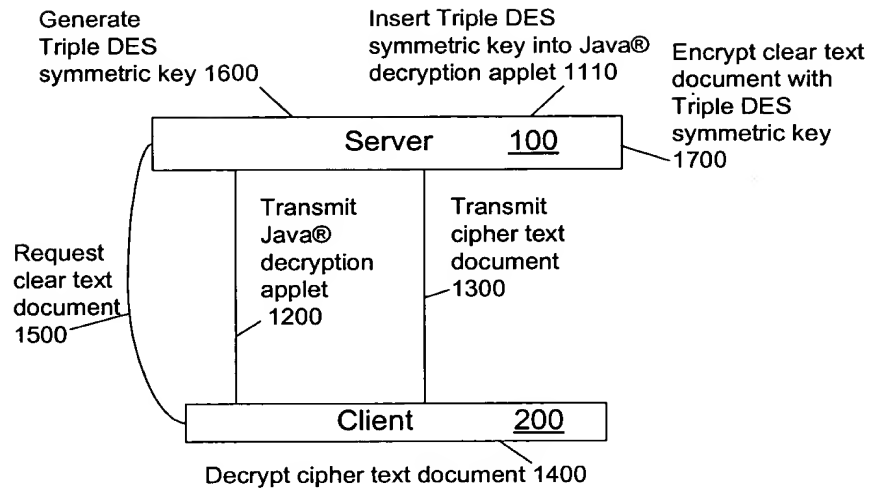 Generate
Triple DES
symmetric key 1600
Insert Triple DES
symmetric key into Java®
decryption applet 1110
Encrypt clear text
document with
Triple DES
symmetric key
1700
Server 100
Transmit
Java®
decryption
applet
1200
Transmit
cipher text
document
1300
Request
clear text
document
1500
Client 200
Decrypt cipher text document 1400